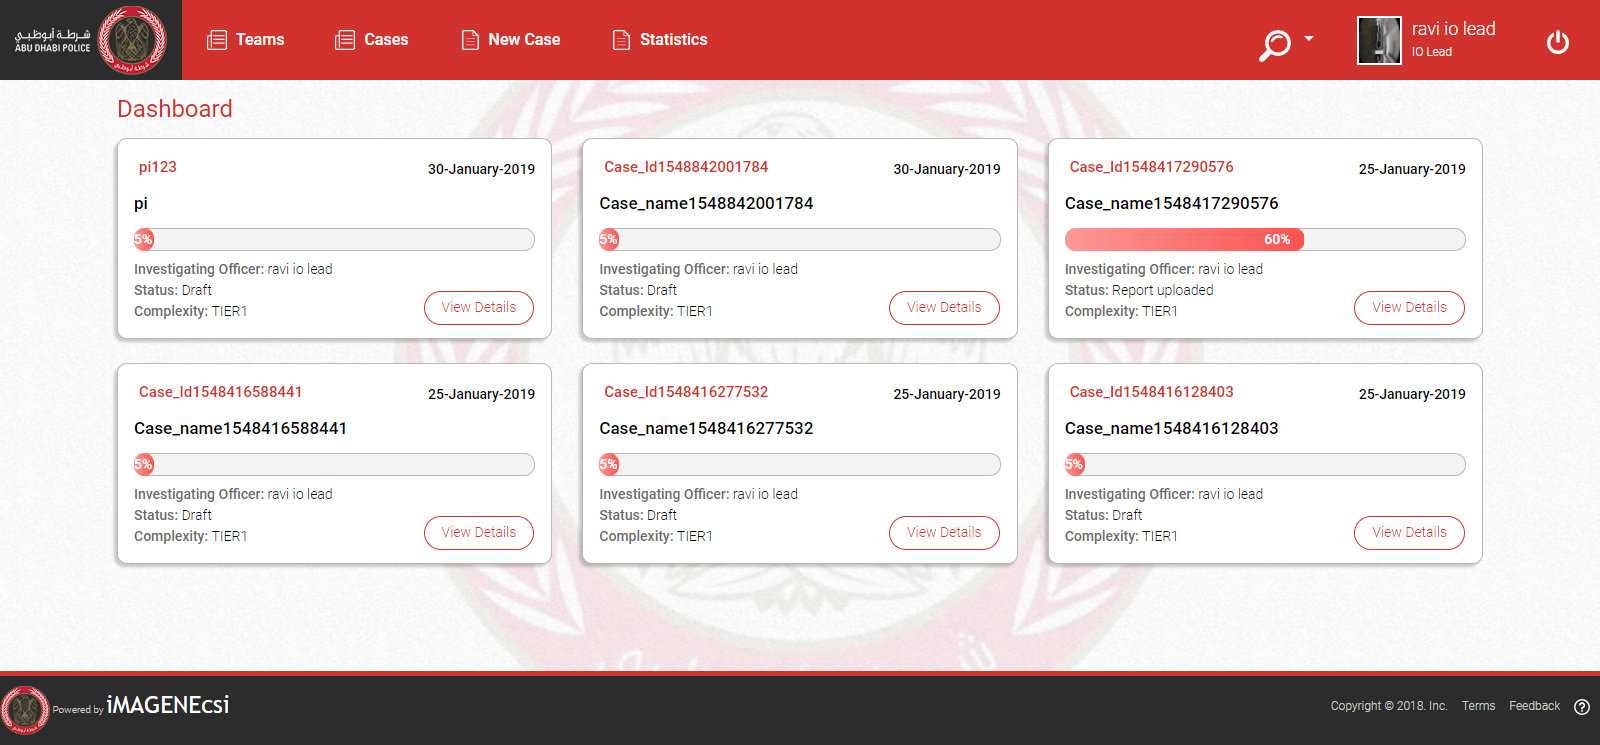 شرطة أبوظبي
ABU DHABI POLICE
Teams
Cases
New Case
Statistics
ravi io lead
IO Lead
Dashboard
pi123
30-January-2019
pi
5%
Investigating Officer: ravi io lead
Status: Draft
Complexity: TIER1
View Details
Case_Id1548842001784
30-January-2019
Case_name1548842001784
5%
Investigating Officer: ravi io lead
Status: Draft
Complexity: TIER1
View Details
Case_Id1548417290576
25-January-2019
Case_name1548417290576
60%
Investigating Officer: ravi io lead
Status: Report uploaded
Complexity: TIER1
View Details
Case_Id1548416588441
25-January-2019
Case_name1548416588441
5%
Investigating Officer: ravi io lead
Status: Draft
Complexity: TIER1
View Details
Case_Id1548416277532
25-January-2019
Case_name1548416277532
5%
Investigating Officer: ravi io lead
Status: Draft
Complexity: TIER1
View Details
Case_Id1548416128403
25-January-2019
Case_name1548416128403
5%
Investigating Officer: ravi io lead
Status: Draft
Complexity: TIER1
View Details
Powered by iMAGENEcsi
Copyright © 2018. Inc.
Terms
Feedback